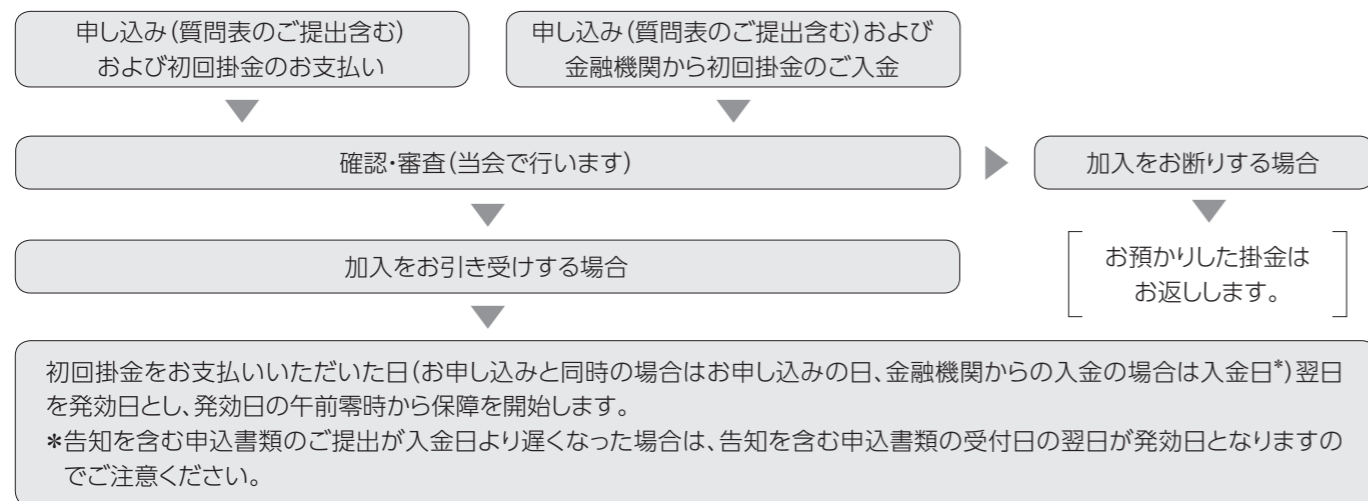 申し込み(質問表のご提出含む)
および初回掛金のお支払い
申し込み(質問表のご提出含む)および
金融機関から初回掛金のご入金
確認・審査(当会で行います)
加入をお断りする場合
加入をお引き受けする場合
お預かりした掛金は
お返しします。
初回掛金をお支払いいただいた日(お申し込みと同時の場合はお申し込みの日、金融機関からの入金の場合は入金日*)翌日
を発効日とし、発効日の午前零時から保障を開始します。
*告知を含む申込書類のご提出が入金日より遅くなった場合は、告知を含む申込書類の受付日の翌日が発効日となりますの
でご注意ください。